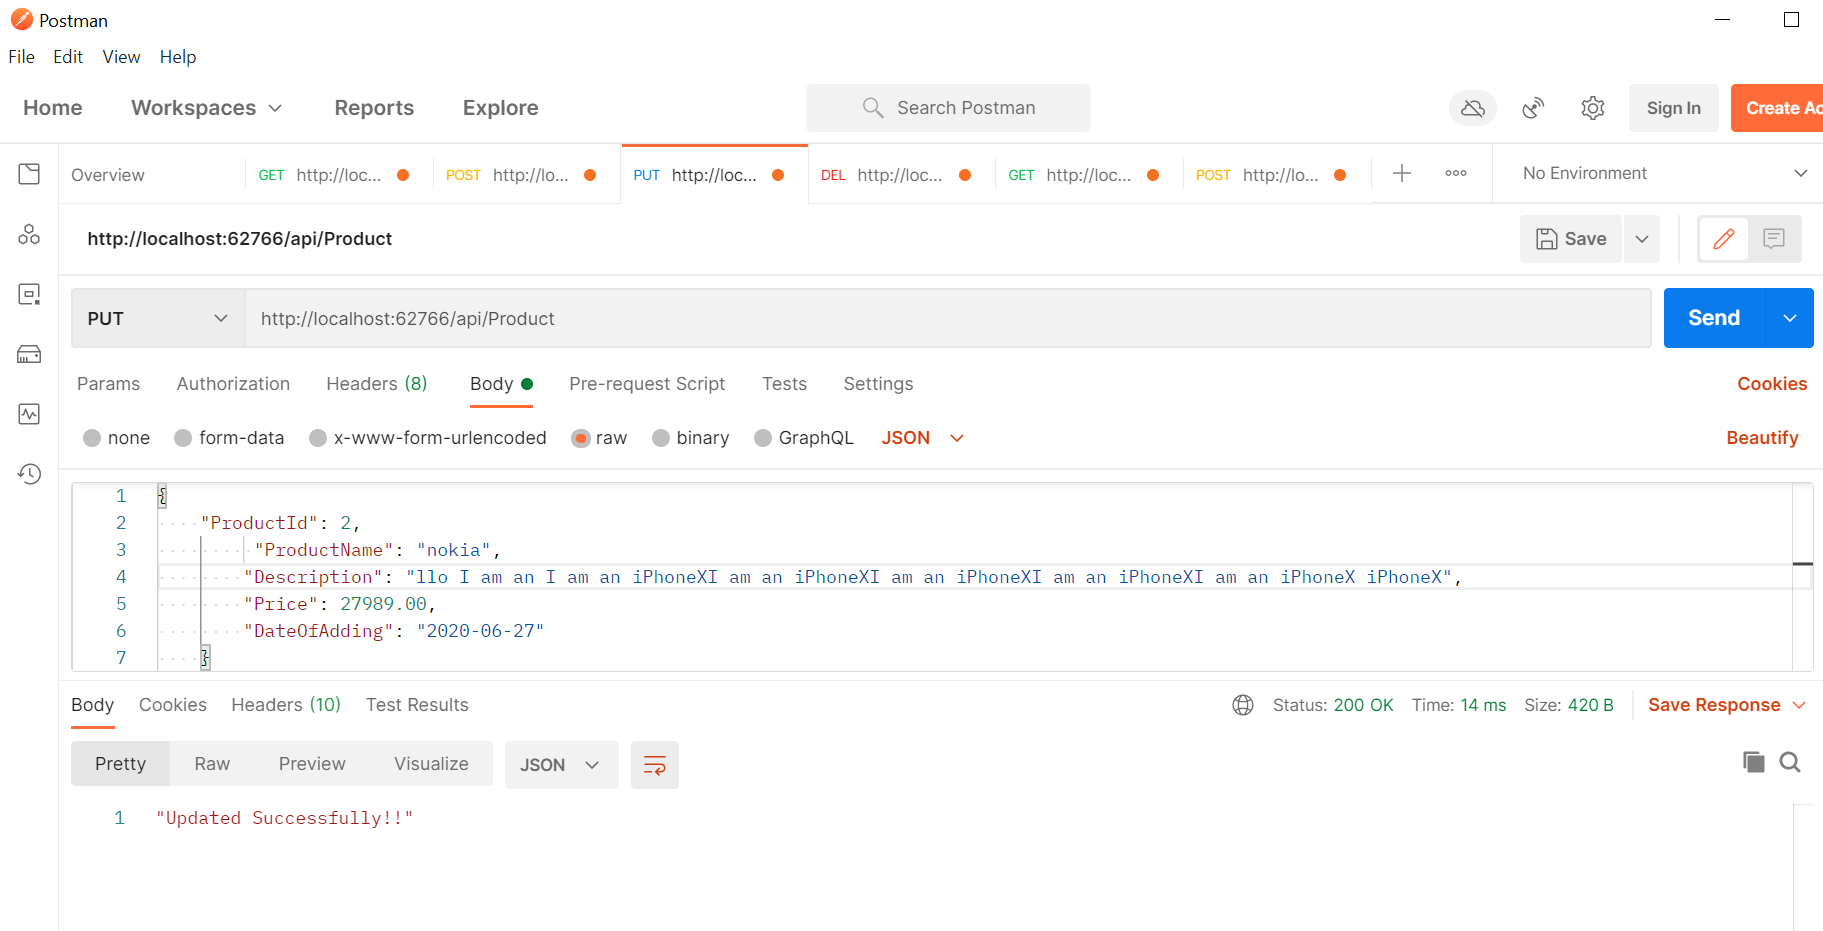 Postman
File Edit View Help
Home Workspaces Reports Explore Search Postman Sign In Create Ac
Overview GET http://loc... POST http://lo... PUT http://loc... DEL http://loc... GET http://loc... POST http://lo... No Environment
http://localhost:62766/api/Product Save
PUT http://localhost:62766/api/Product Send
Params Authorization Headers (8) Body Pre-request Script Tests Settings Cookies
none form-data x-www-form-urlencoded raw binary GraphQL JSON Beautify
1 {
2 "ProductId": 2,
3 "ProductName": "nokia",
4 "Description": "llo I am an I am an iPhoneXI am an iPhoneXI am an iPhoneXI am an iPhoneXI am an iPhoneX iPhoneX",
5 "Price": 27989.00,
6 "DateOfAdding": "2020-06-27"
7 }
Body Cookies Headers (10) Test Results Status: 200 OK Time: 14 ms Size: 420 B Save Response
Pretty Raw Preview Visualize JSON
1 "Updated Successfully!!"